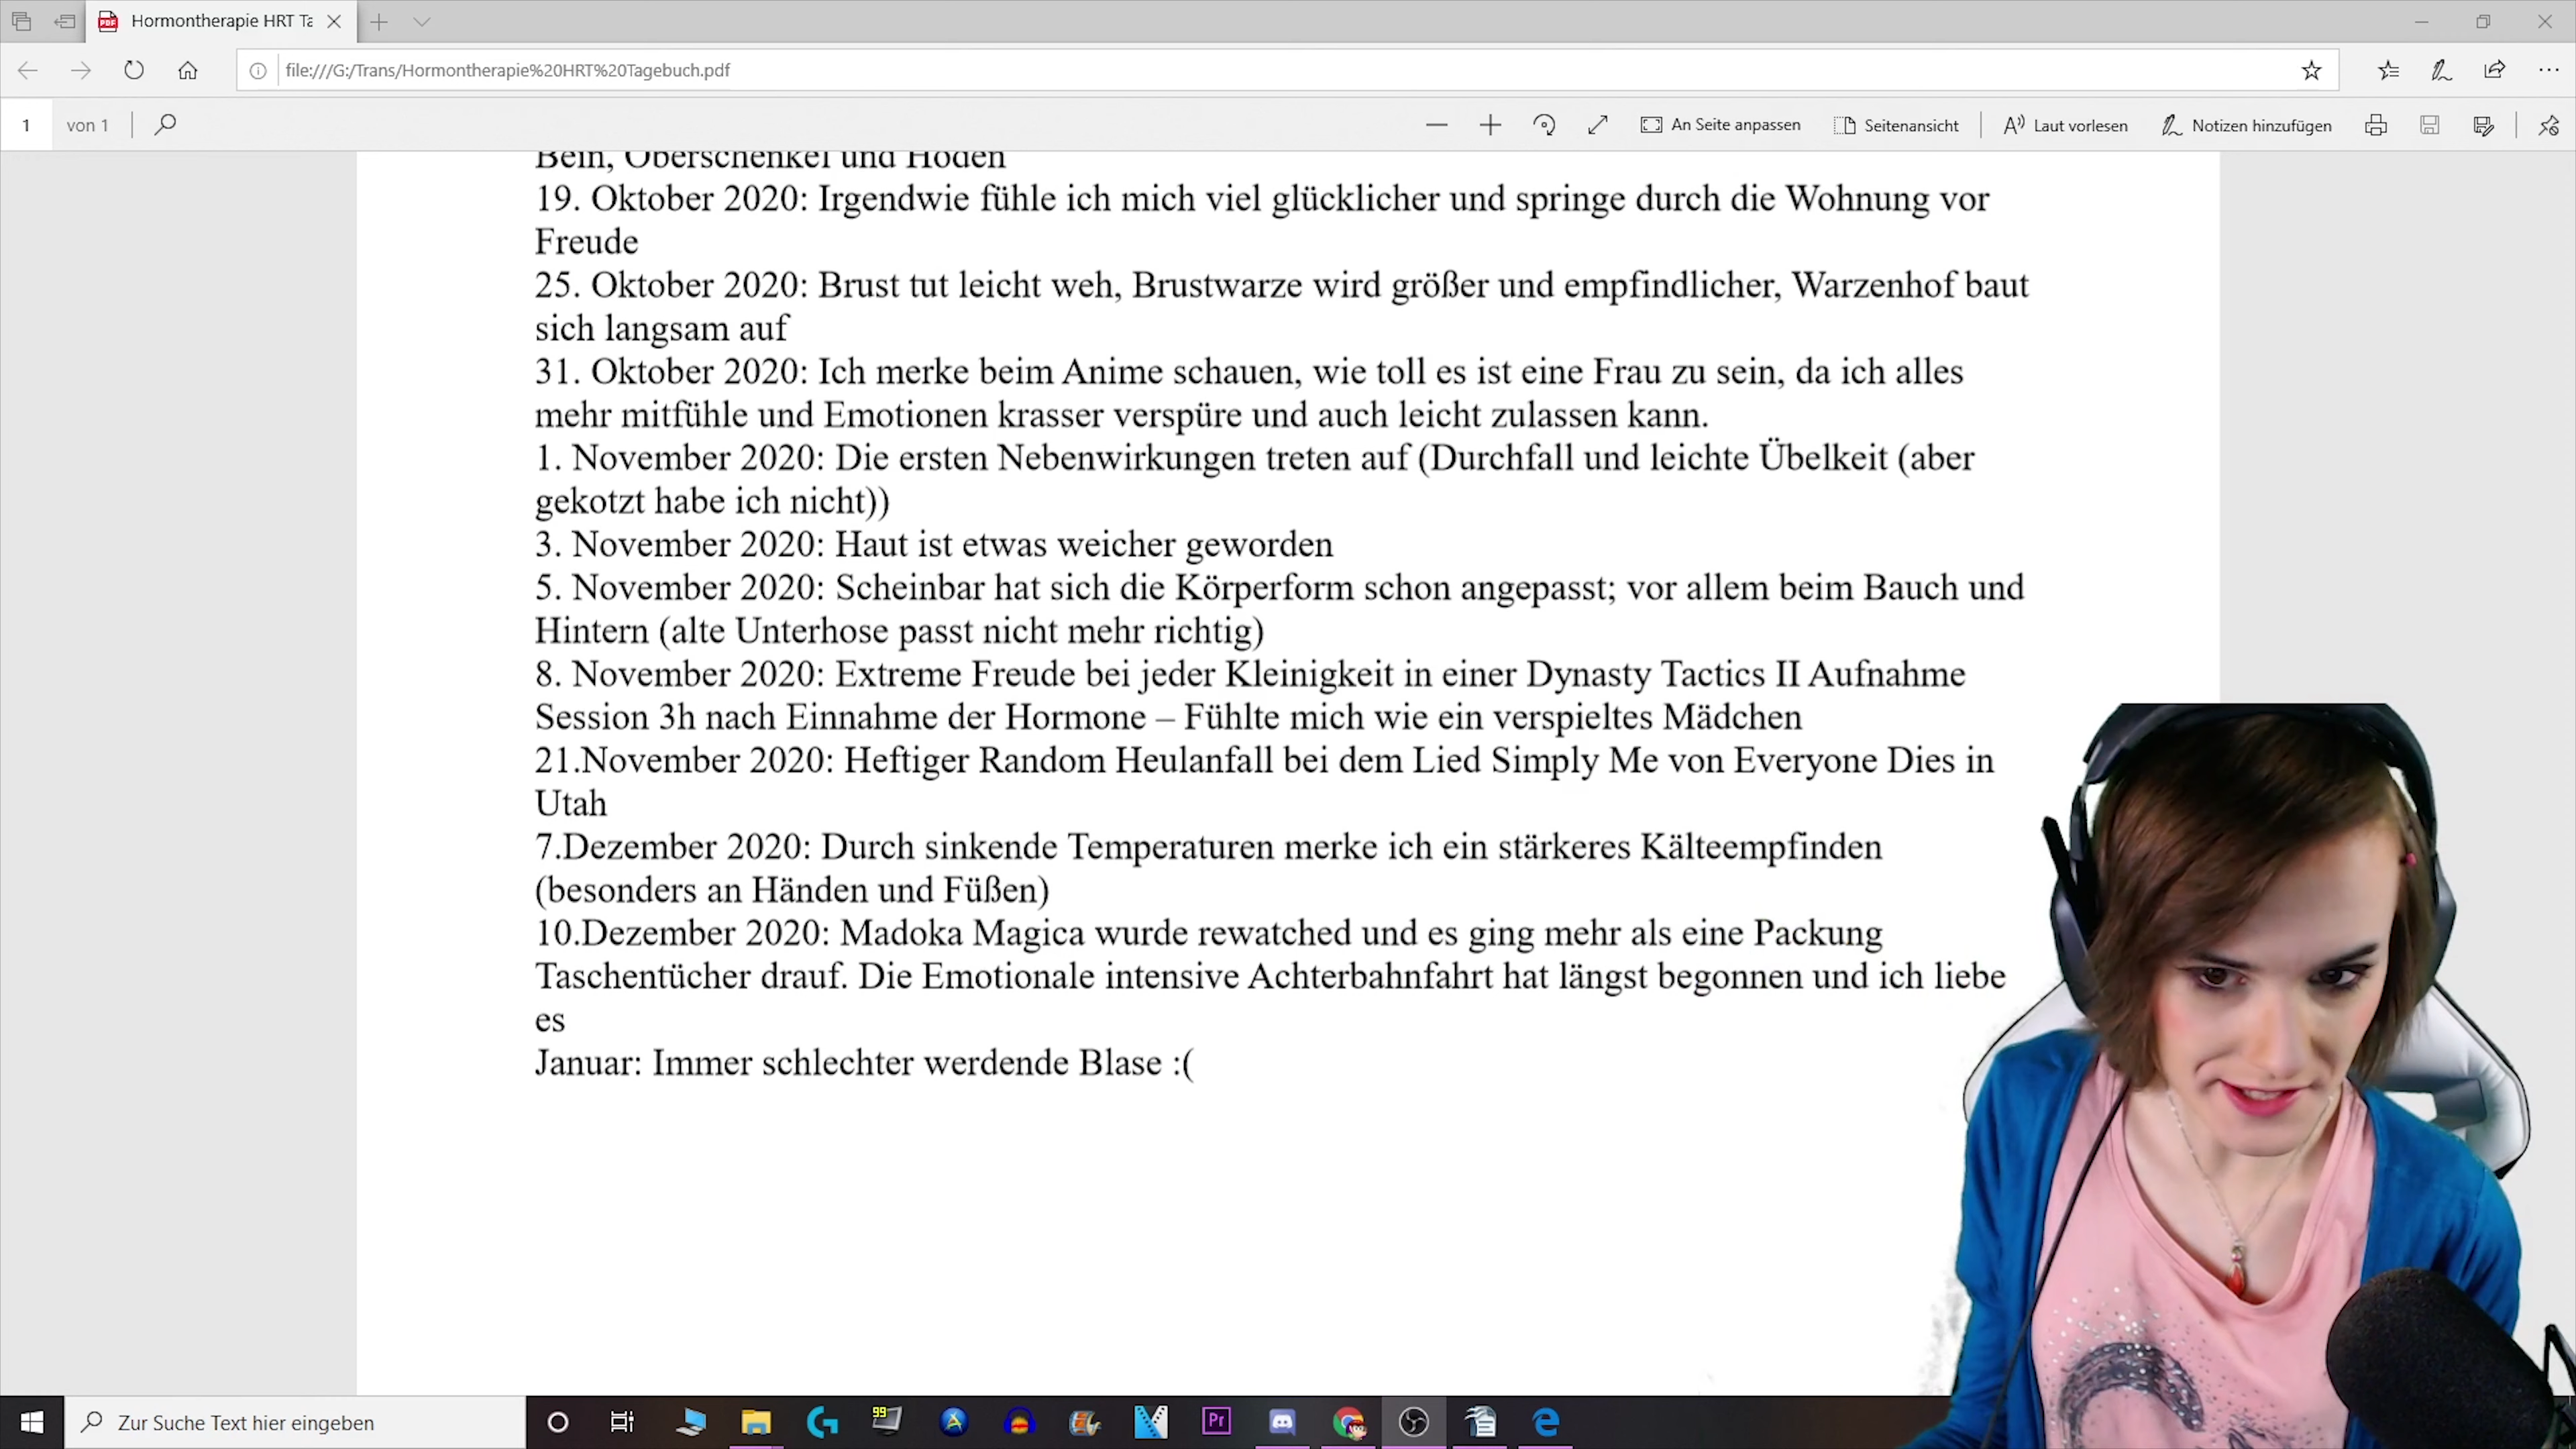 Hormontherapie HRT Ta
file:///G:/Trans/Hormontherapie%20HRT%20Tagebuch.pdf
1 von 1 An Seite anpassen Seitenansicht Laut vorlesen Notizen hinzufügen
Bein, Oberschenkel und Hoden
19. Oktober 2020: Irgendwie fühle ich mich viel glücklicher und springe durch die Wohnung vor
Freude
25. Oktober 2020: Brust tut leicht weh, Brustwarze wird größer und empfindlicher, Warzenhof baut
sich langsam auf
31. Oktober 2020: Ich merke beim Anime schauen, wie toll es ist eine Frau zu sein, da ich alles
mehr mitfühle und Emotionen krasser verspüre und auch leicht zulassen kann.
1. November 2020: Die ersten Nebenwirkungen treten auf (Durchfall und leichte Übelkeit (aber
gekotzt habe ich nicht))
3. November 2020: Haut ist etwas weicher geworden
5. November 2020: Scheinbar hat sich die Körperform schon angepasst; vor allem beim Bauch und
Hintern (alte Unterhose passt nicht mehr richtig)
8. November 2020: Extreme Freude bei jeder Kleinigkeit in einer Dynasty Tactics II Aufnahme
Session 3h nach Einnahme der Hormone – Fühlte mich wie ein verspieltes Mädchen
21.November 2020: Heftiger Random Heulanfall bei dem Lied Simply Me von Everyone Dies in
Utah
7.Dezember 2020: Durch sinkende Temperaturen merke ich ein stärkeres Kälteempfinden
(besonders an Händen und Füßen)
10.Dezember 2020: Madoka Magica wurde rewatched und es ging mehr als eine Packung
Taschentücher drauf. Die Emotionale intensive Achterbahnfahrt hat längst begonnen und ich liebe
es
Januar: Immer schlechter werdende Blase :(
Zur Suche Text hier eingeben
99
Pr